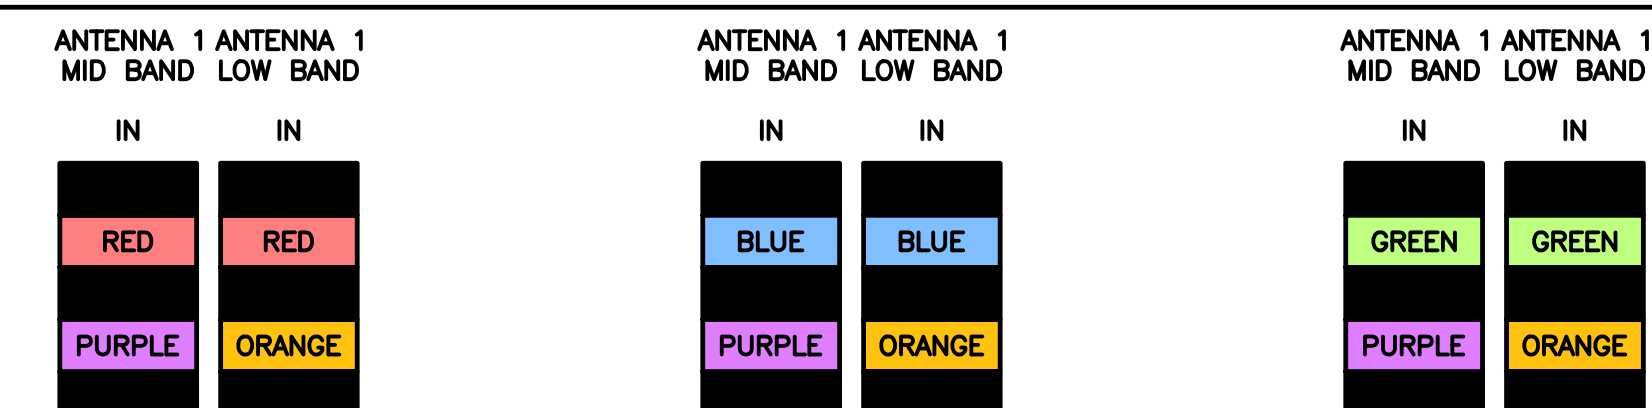 ANTENNA 1 ANTENNA 1 ANTENNA 1 ANTENNA 1 ANTENNA 1 ANTENNA 1
MID BAND LOW BAND MID BAND LOW BAND MID BAND LOW BAND
IN IN IN IN IN IN
RED RED BLUE BLUE GREEN GREEN
PURPLE ORANGE PURPLE ORANGE PURPLE ORANGE